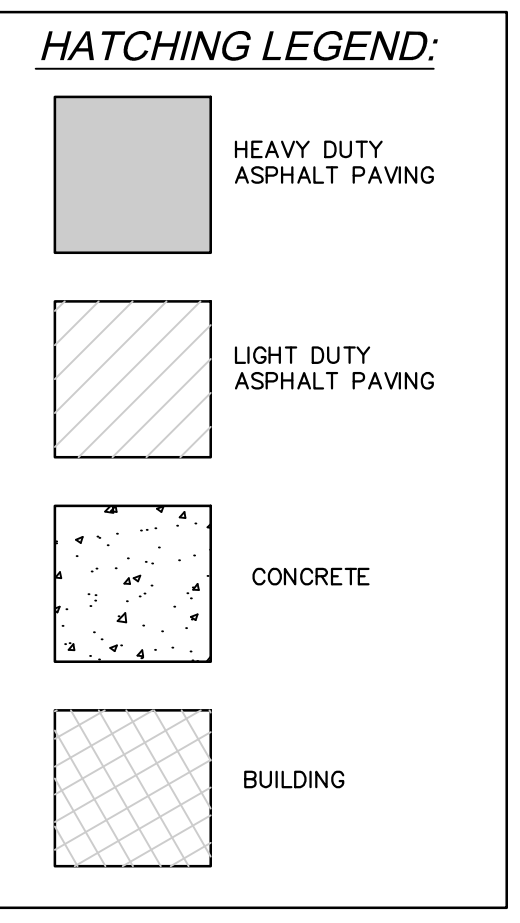 HATCHING LEGEND:
HEAVY DUTY
ASPHALT PAVING
LIGHT DUTY
ASPHALT PAVING
CONCRETE
BUILDING